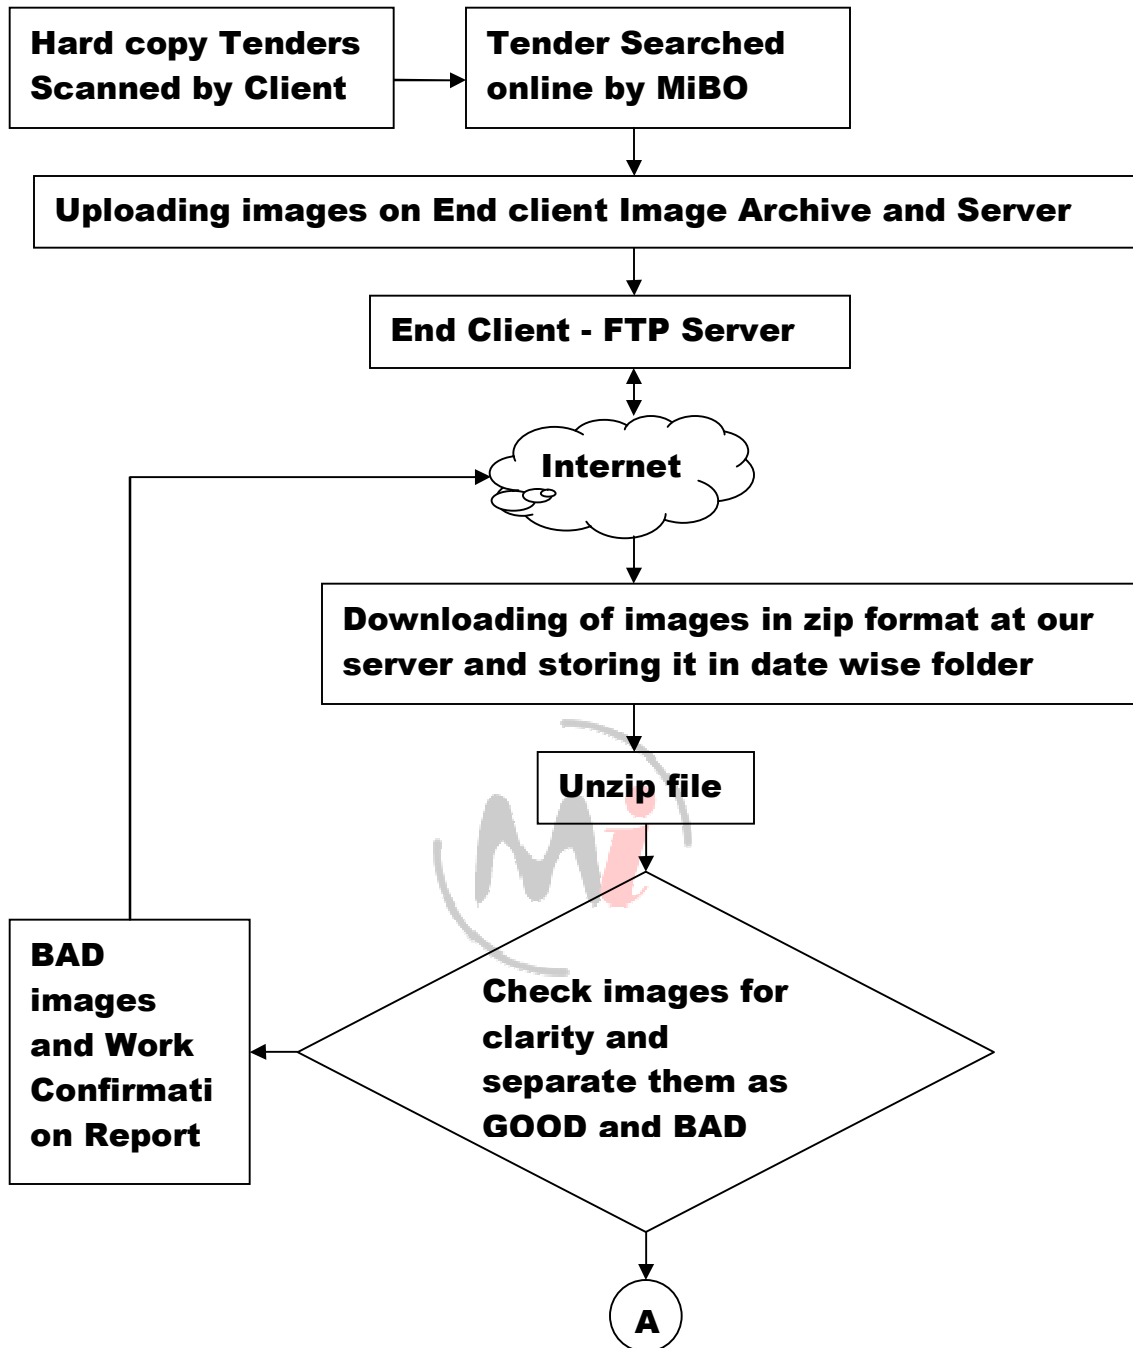 Hard copy Tenders
Scanned by Client
Tender Searched
online by MiBO
Uploading images on End client Image Archive and Server
End Client - FTP Server
Internet
Downloading of images in zip format at our
server and storing it in date wise folder
Unzip file
Mi
BAD
images
and Work
Confirmati
on Report
Check images for
clarity and
separate them as
GOOD and BAD
A